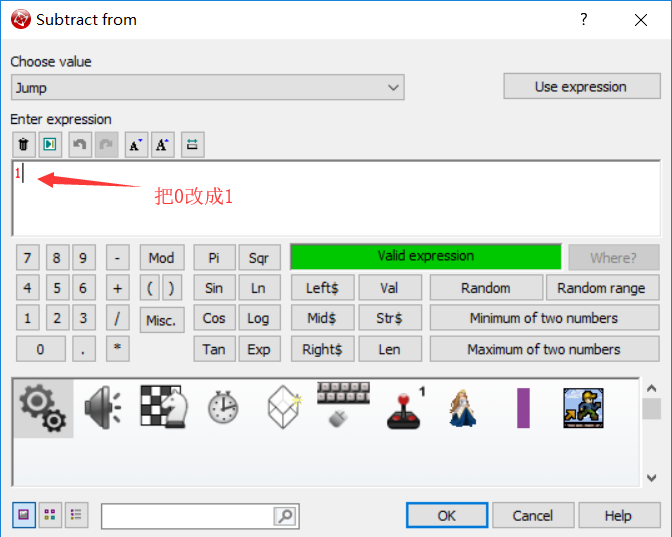 Subtract from
?
Choose value
Jump
Use expression
Enter expression
A A
1
把0改成1
7 8 9 - Mod Pi Sqr Valid expression Where?
4 5 6 + ( ) Sin Ln Left$ Val Random Random range
1 2 3 / Misc. Cos Log Mid$ Str$ Minimum of two numbers
0 . * Tan Exp Right$ Len Maximum of two numbers
1
OK Cancel Help